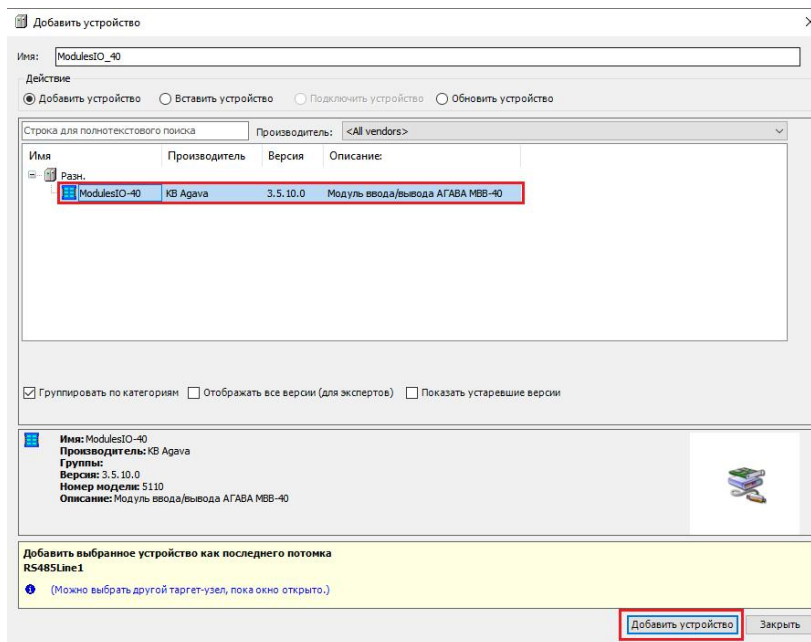 Добавить устройство
Имя: ModulesIO_40
Действие
Добавить устройство Вставить устройство Подключить устройство Обновить устройство
Строка для полнотекстового поиска Производитель: <All vendors>
Имя Производитель Версия Описание:
Разн.
ModulesIO-40 KB Agava 3.5.10.0 Модуль ввода/вывода АГАВА МВВ-40
Группировать по категориям Отображать все версии (для экспертов) Показать устаревшие версии
Имя: ModulesIO-40
Производитель: KB Agava
Группы:
Версия: 3.5.10.0
Номер модели: 5110
Описание: Модуль ввода/вывода АГАВА МВВ-40
Добавить выбранное устройство как последнего потомка
RS485Line1
(Можно выбрать другой таргет-узел, пока окно открыто.)
Добавить устройство Закрыть